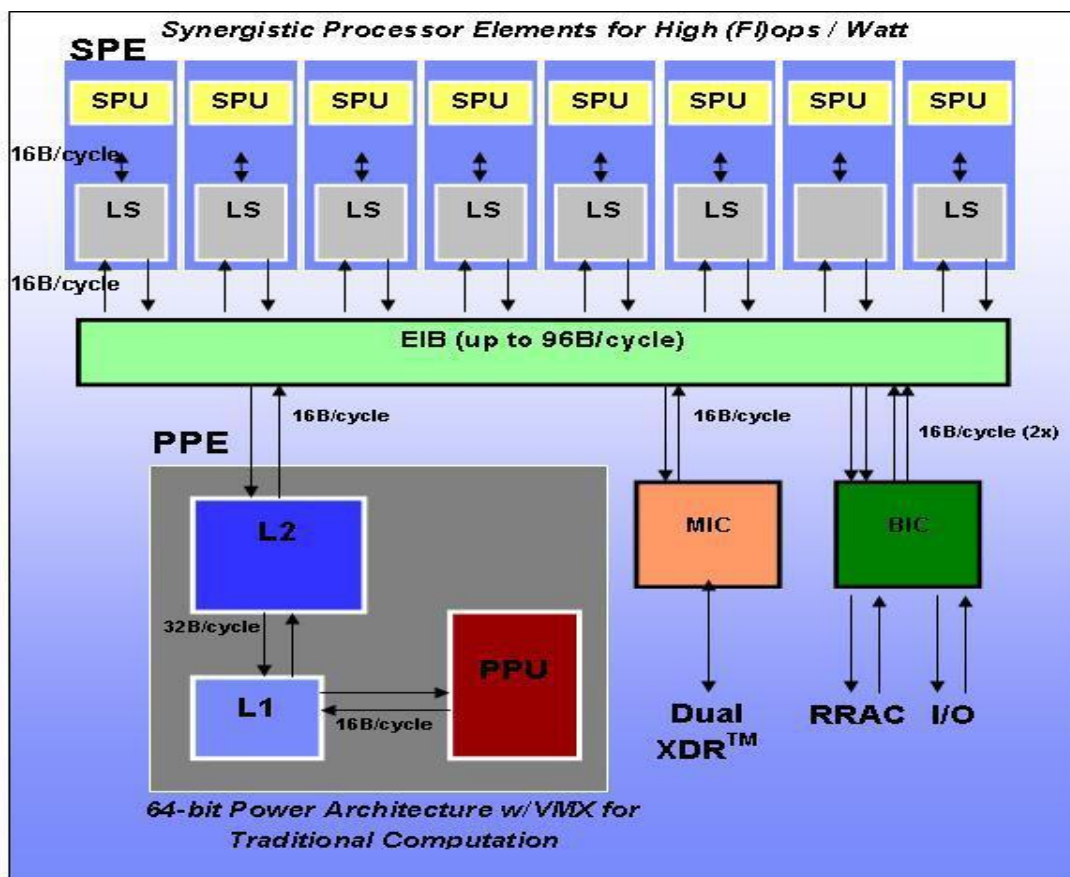 Synergistic Processor Elements for High (Fl)ops / Watt
SPE
SPU SPU SPU SPU SPU SPU SPU SPU
16B/cycle
LS LS LS LS LS LS LS
16B/cycle
EIB (up to 96B/cycle)
16B/cycle 16B/cycle 16B/cycle (2x)
PPE
L2 MIC BIC
32B/cycle
L1 PPU
16B/cycle
Dual RRAC I/O
XDR™
64-bit Power Architecture w/VMX for
Traditional Computation